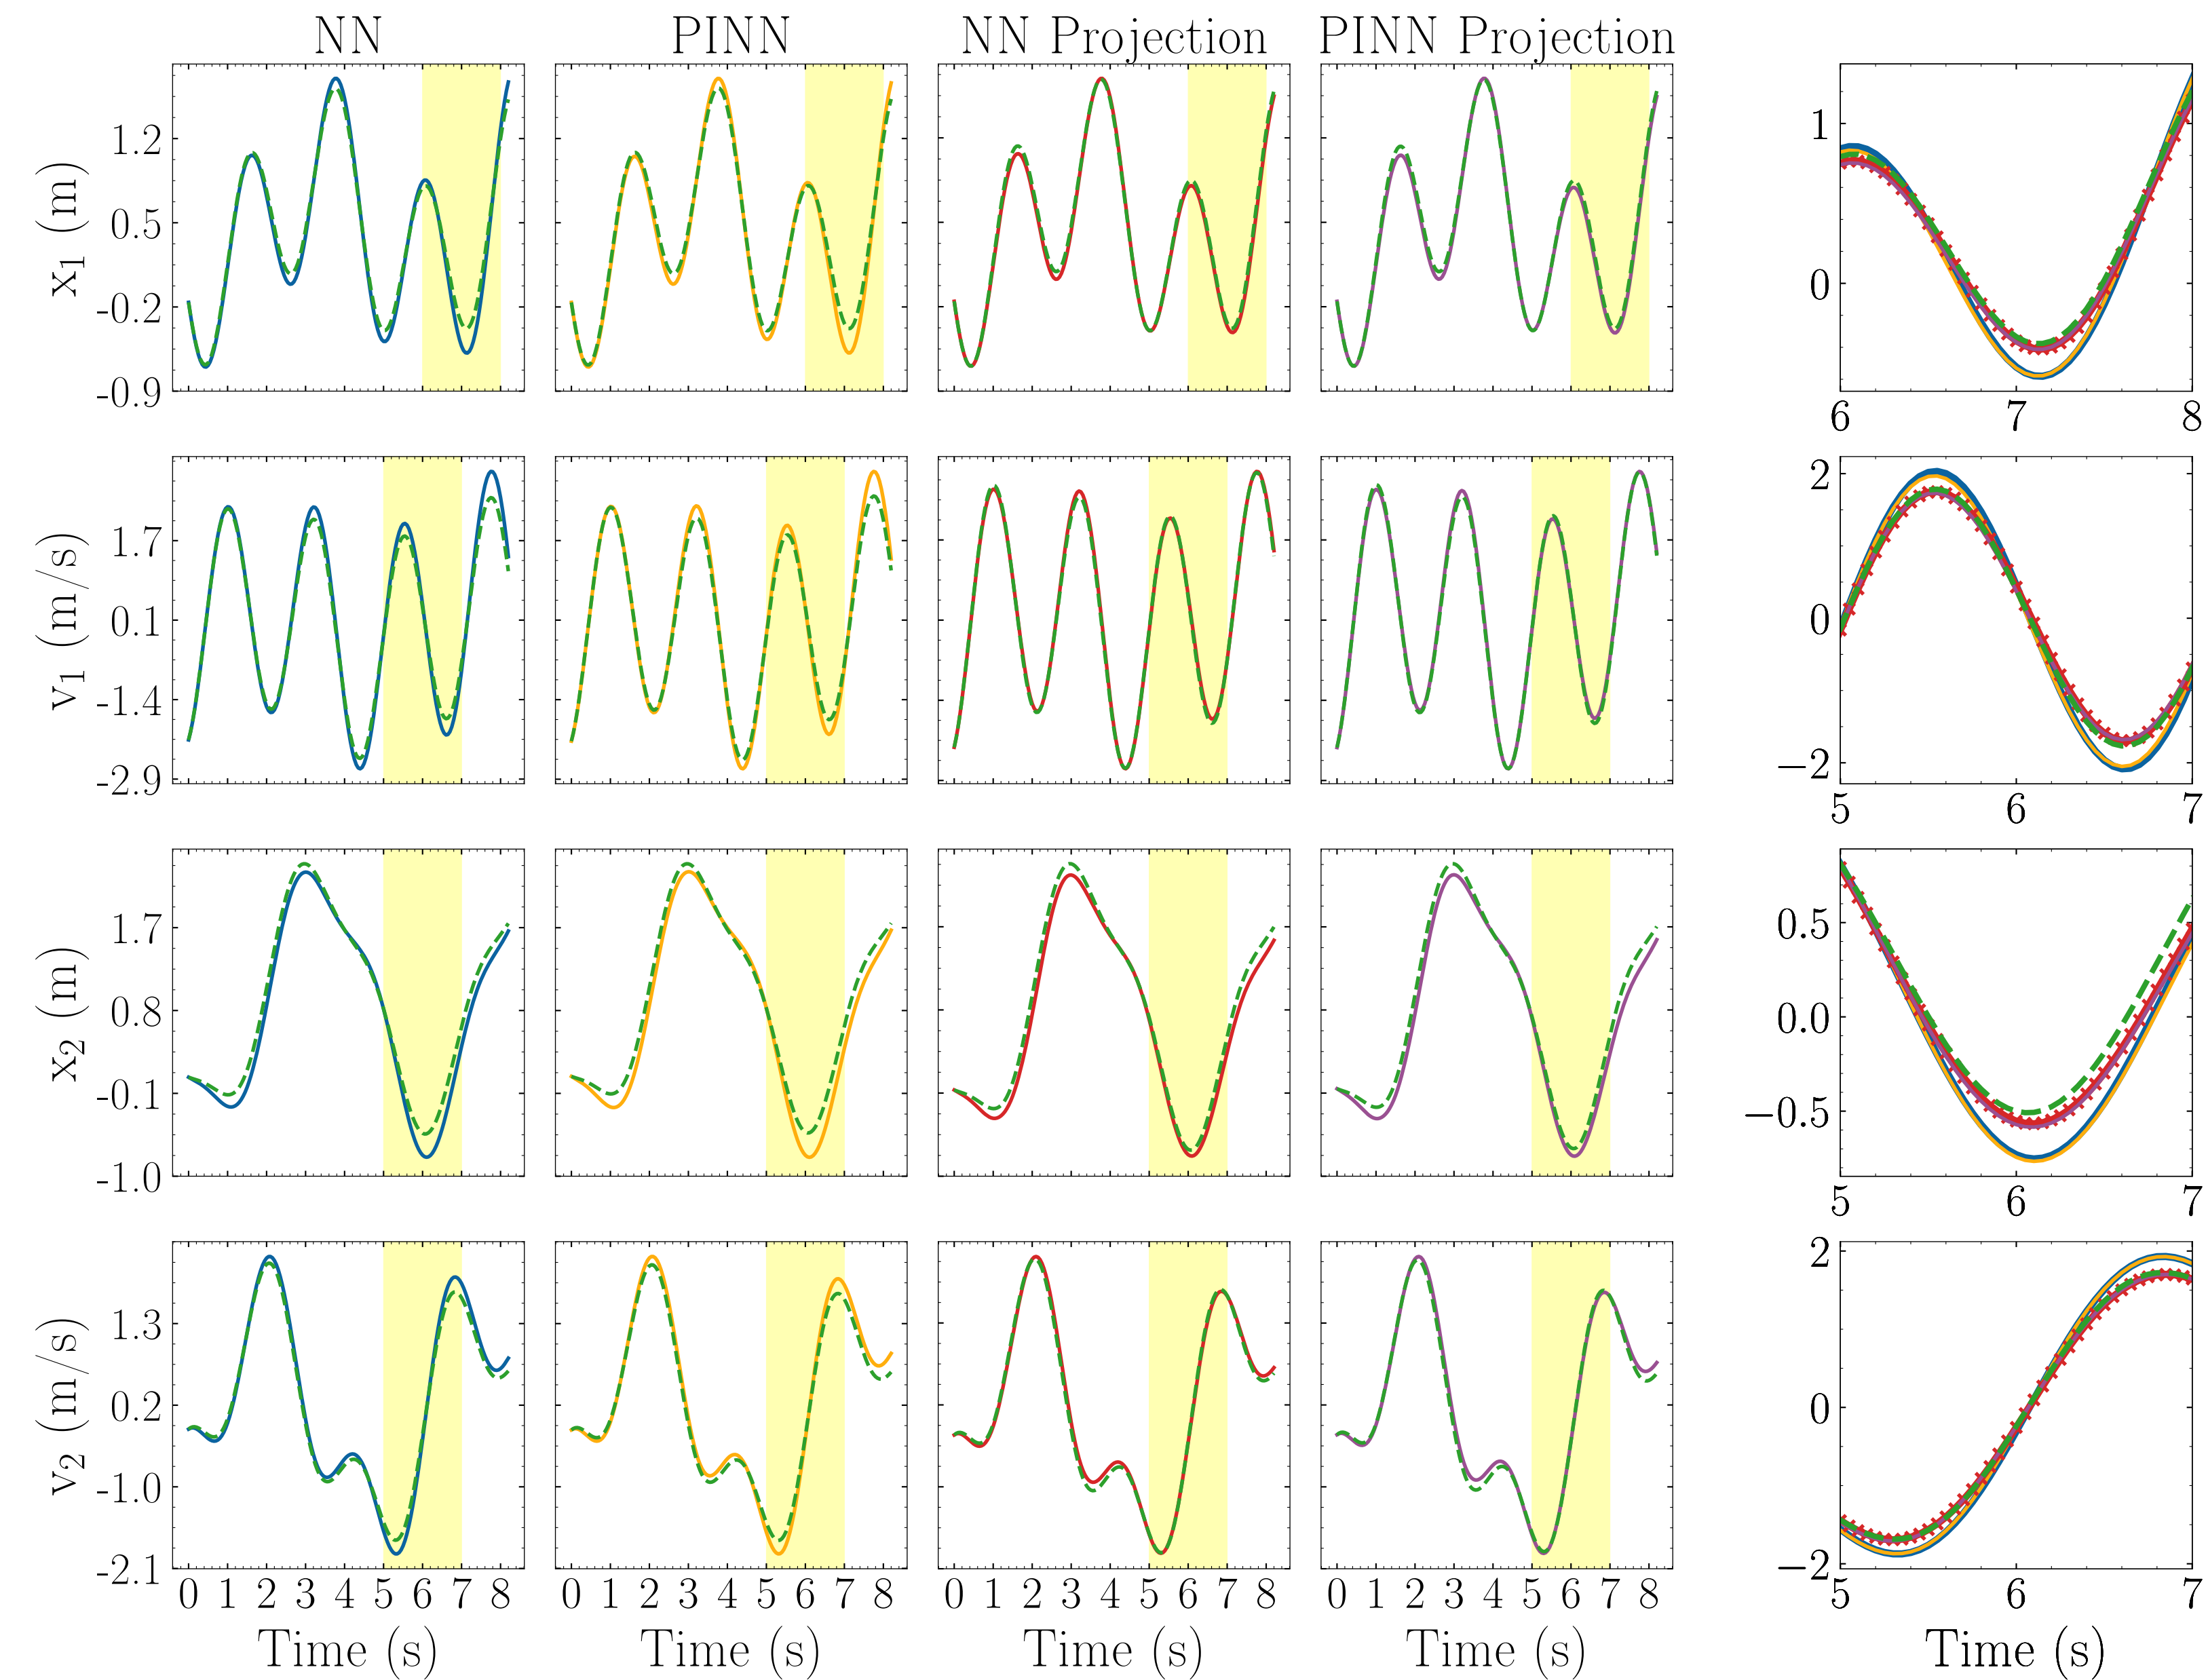 NN PINN NN Projection PINN Projection
x1 (m)
1.2
0.5
-0.2
-0.9
1
0
6 7 8
v1 (m/s)
1.7
0.1
-1.4
-2.9
2
0
−2
5 6 7
x2 (m)
1.7
0.8
-0.1
-1.0
0.5
0.0
−0.5
5 6 7
v2 (m/s)
1.3
0.2
-1.0
-2.1
2
0
−2
0 1 2 3 4 5 6 7 8 0 1 2 3 4 5 6 7 8 0 1 2 3 4 5 6 7 8 0 1 2 3 4 5 6 7 8 5 6 7
Time (s) Time (s) Time (s) Time (s) Time (s)